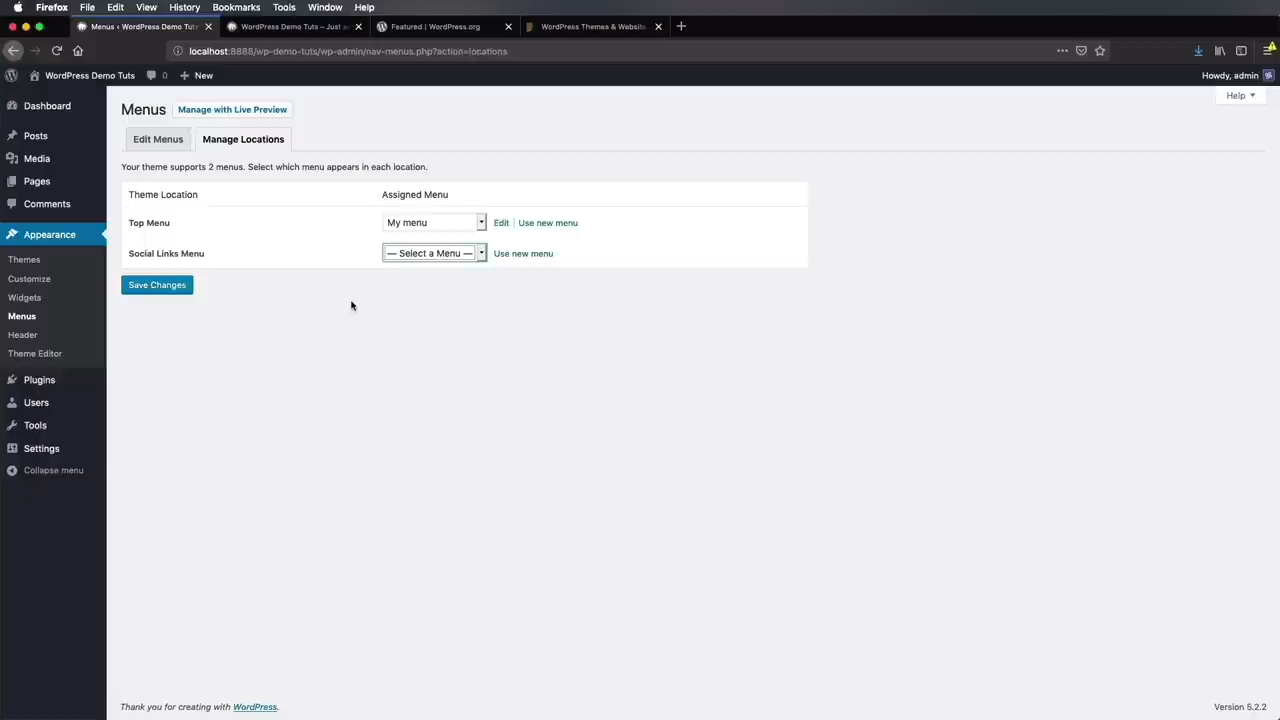 Firefox File Edit View History Bookmarks Tools Window Help
Menus ‹ WordPress Demo Tuts
WordPress Demo Tuts – Just a
Featured | WordPress.org
WordPress Themes & Website
localhost:8888/wp-demo-tuts/wp-admin/nav-menus.php?action=locations
WordPress Demo Tuts 0 New Howdy, admin
Help
Dashboard
Posts
Media
Pages
Comments
Appearance
Themes
Customize
Widgets
Menus
Header
Theme Editor
Plugins
Users
Tools
Settings
Collapse menu
Menus Manage with Live Preview
Edit Menus Manage Locations
Your theme supports 2 menus. Select which menu appears in each location.
Theme Location Assigned Menu
Top Menu My menu Edit | Use new menu
Social Links Menu — Select a Menu — Use new menu
Save Changes
Thank you for creating with WordPress. Version 5.2.2